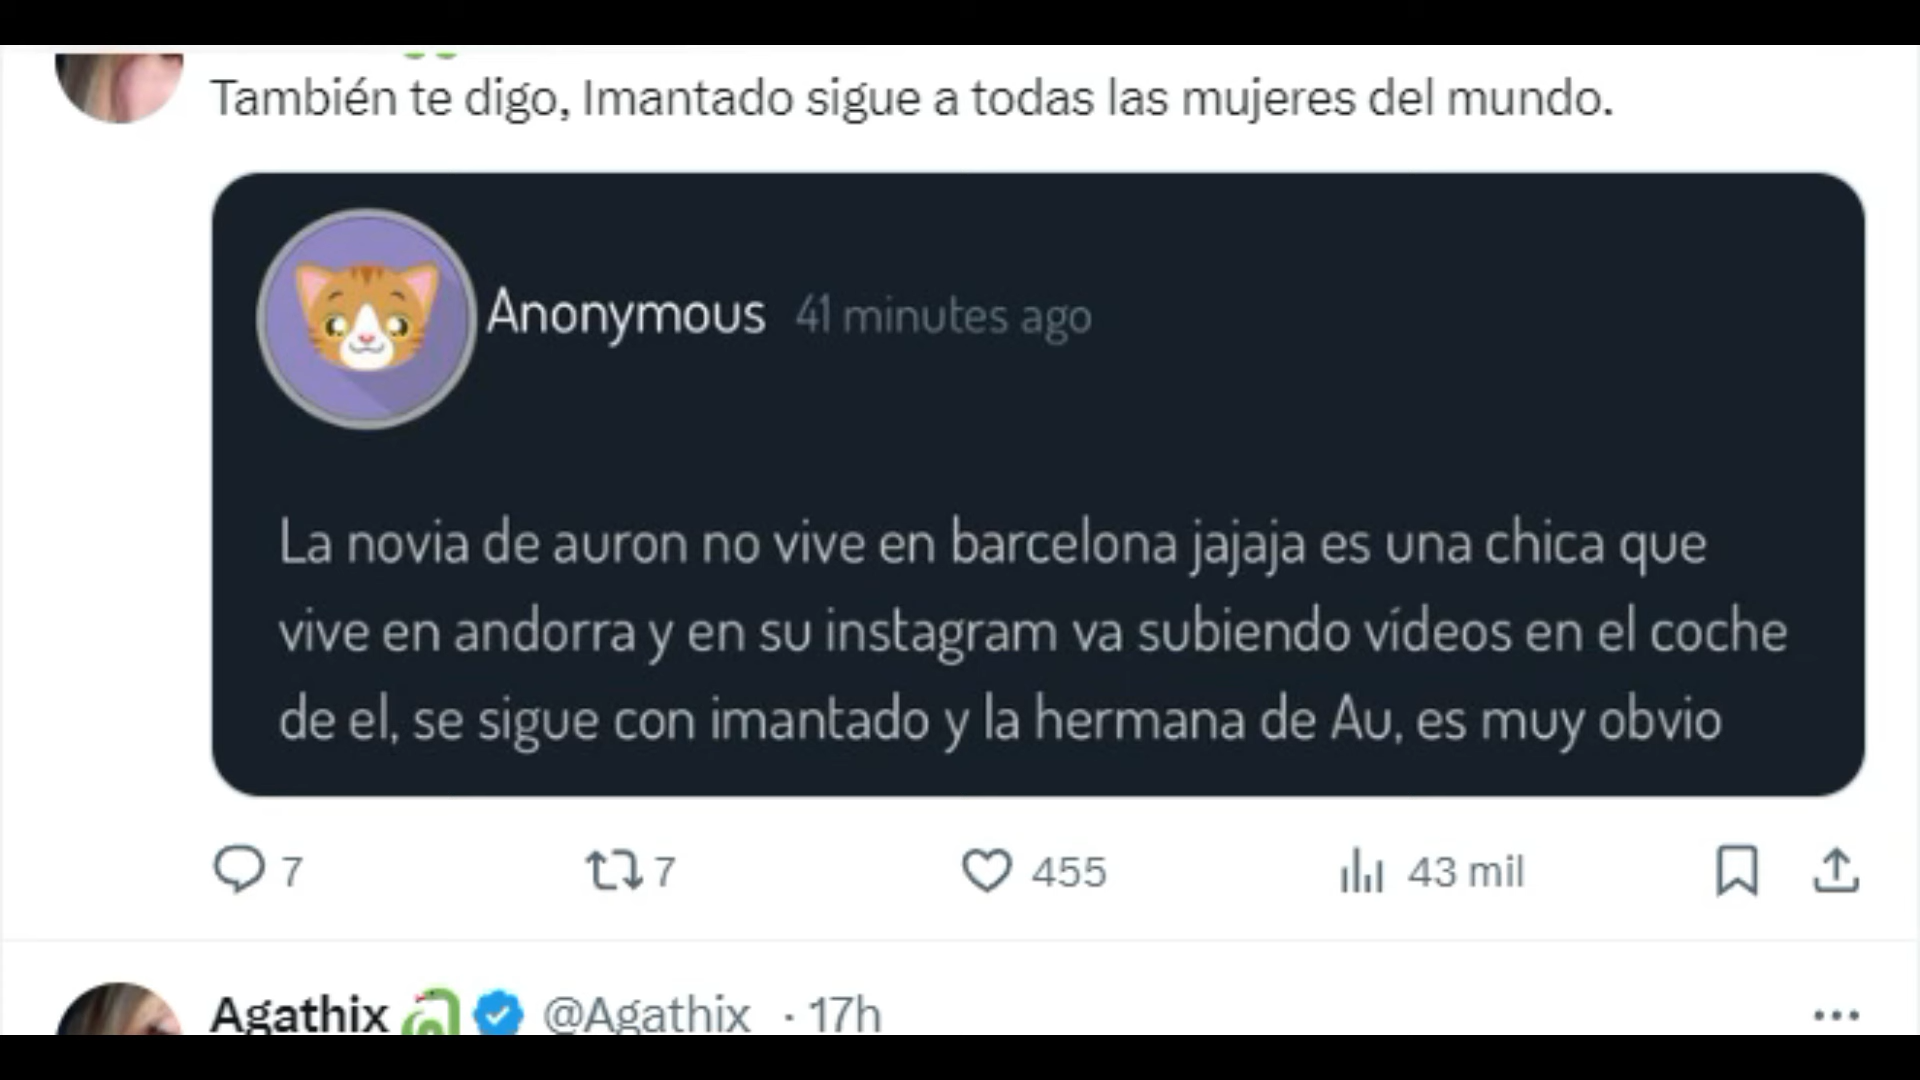 También te digo, Imantado sigue a todas las mujeres del mundo.
Anonymous 41 minutes ago
La novia de auron no vive en barcelona jajaja es una chica que
vive en andorra y en su instagram va subiendo vídeos en el coche
de el, se sigue con imantado y la hermana de Au, es muy obvio
7 7 455 43 mil
Agathix @Agathix · 17h